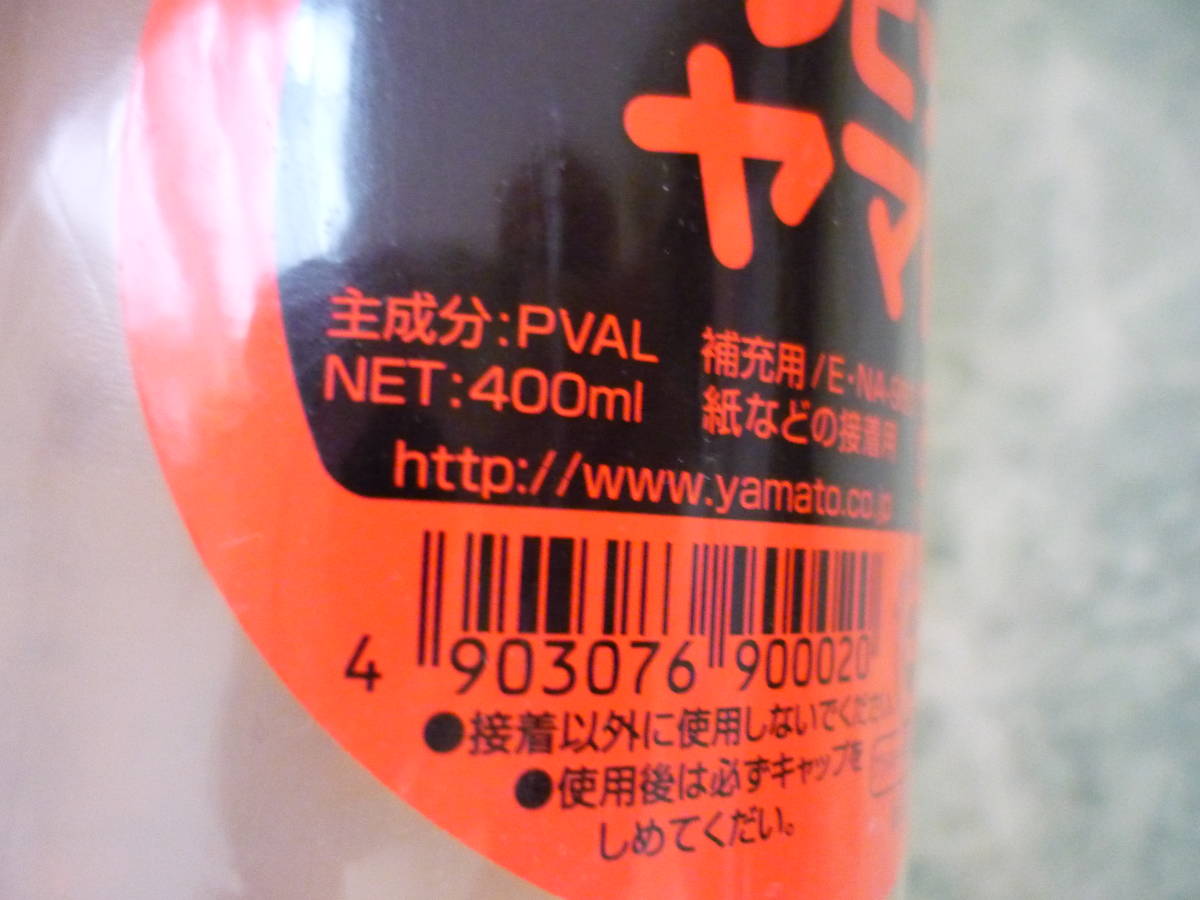 ヤマ
主成分:PVAL
NET:400ml
補充用/E・NA-
紙などの接着用
http://www.yamato.co.jp
4 903076 900020
●接着以外に使用しないでください
●使用後は必ずキャップを
しめてくだい。